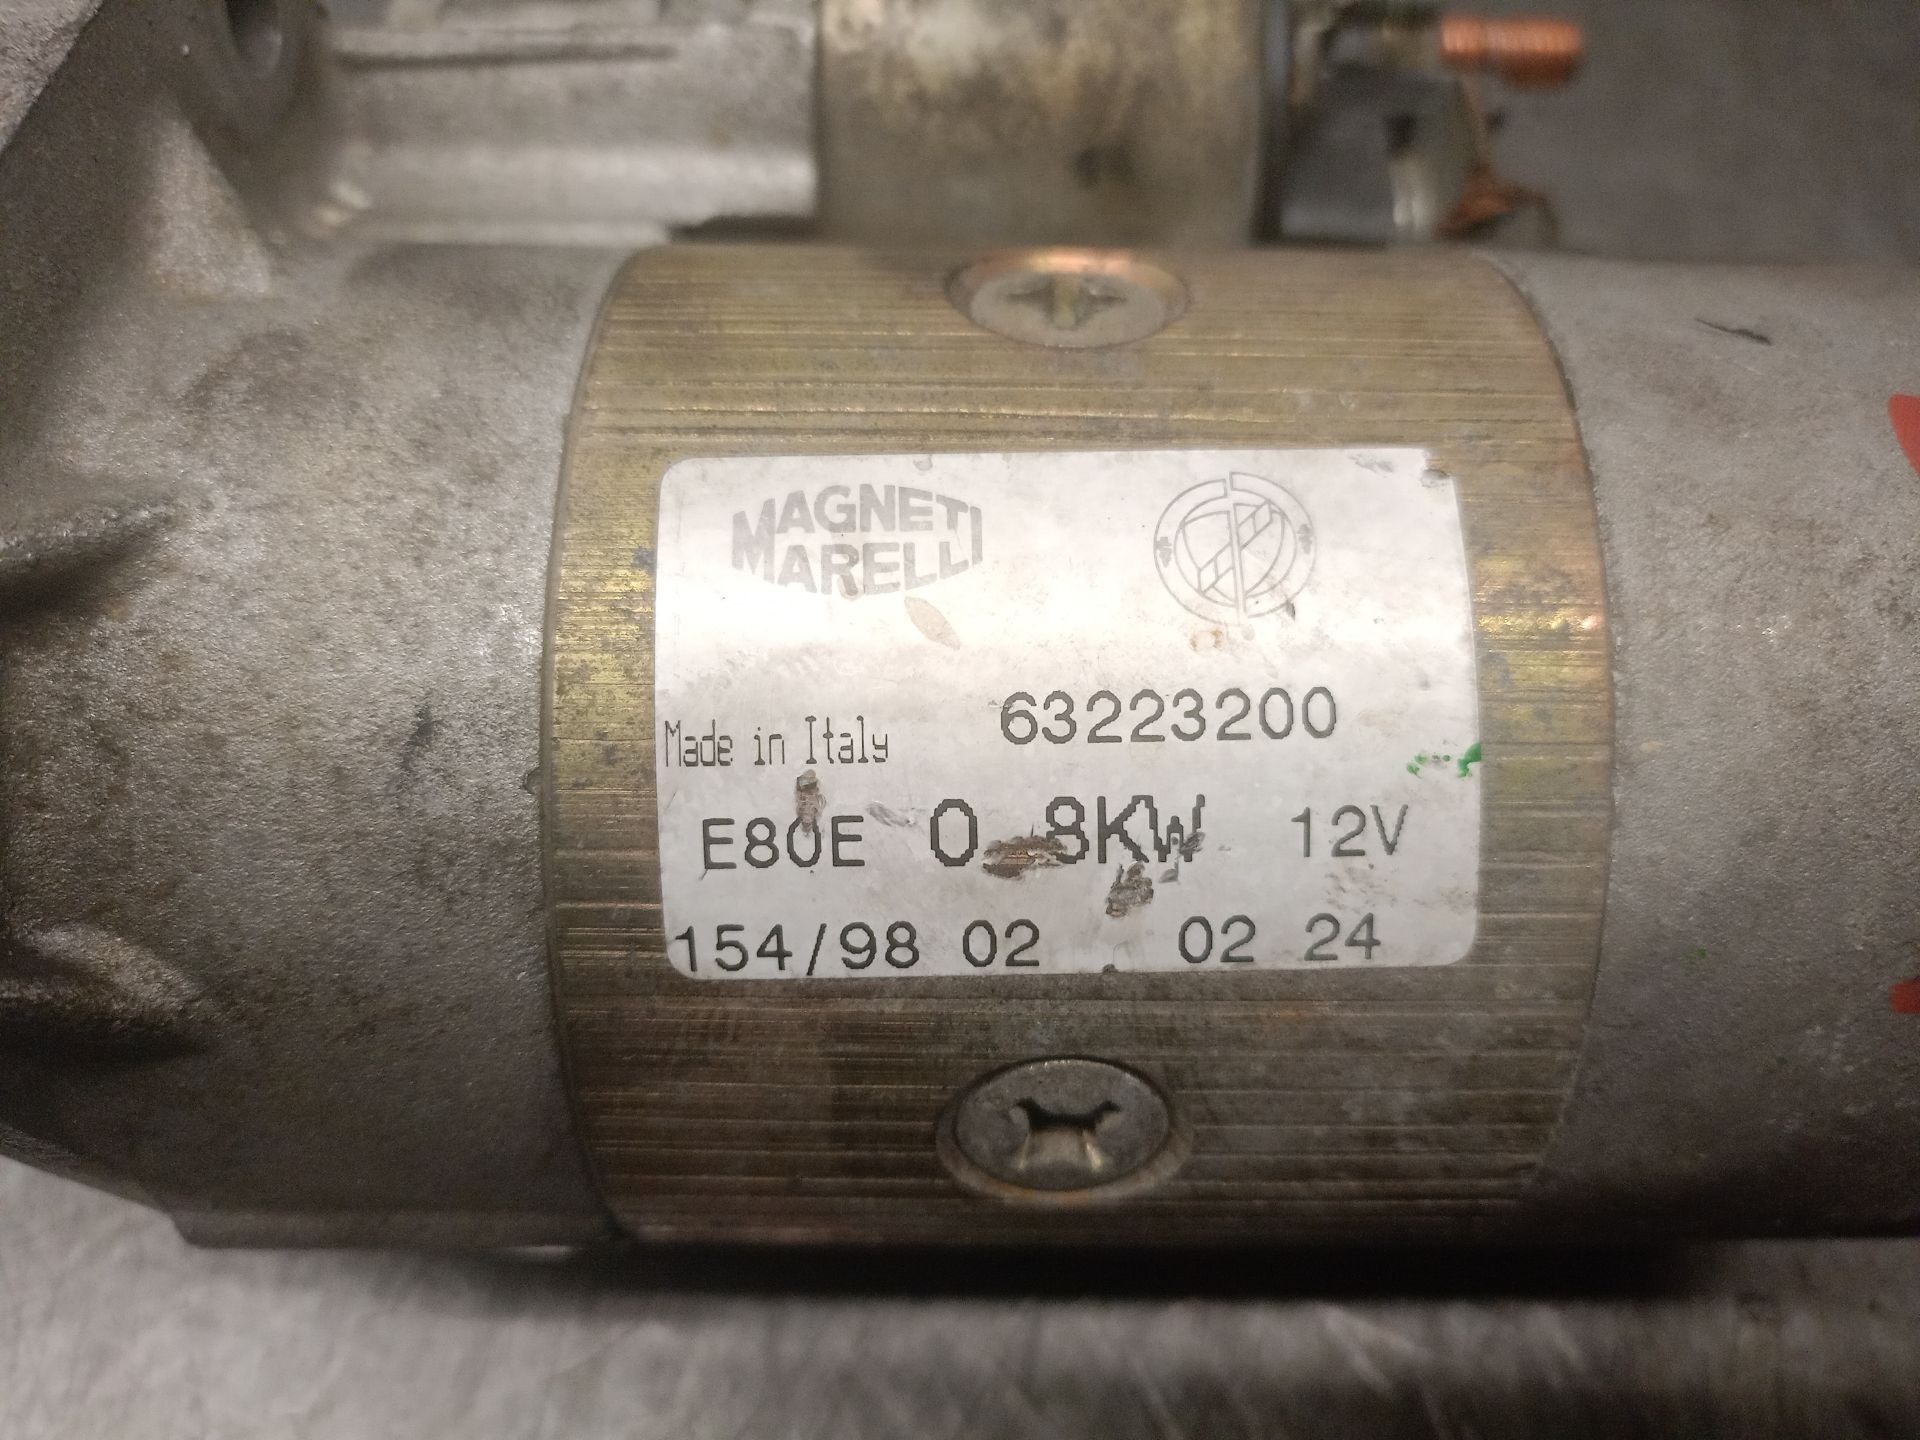 MAGNETI
MARELLI
63223200
Made in Italy
E80E 0.8KW 12V
154/98 02 02 24